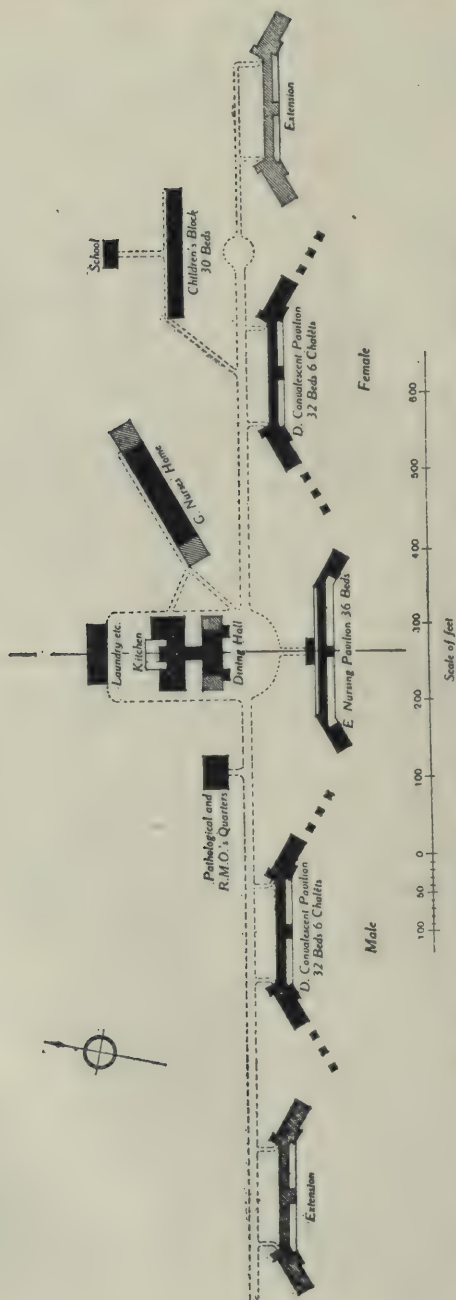 School
Children's Block
30 Beds
Extension
G. Nurses' Home
Laundry etc.
Kitchen
Dining Hall
Pathological and
R.M.O.'s Quarters
Extension
D. Convalescent Pavilion
32 Beds 6 Chalêts
Male
E Nursing Pavilion 36 Beds
D. Convalescent Pavilion
32 Beds 6 Chalêts
Female
100 50 0 100 200 300 400 500 600
Scale of feet